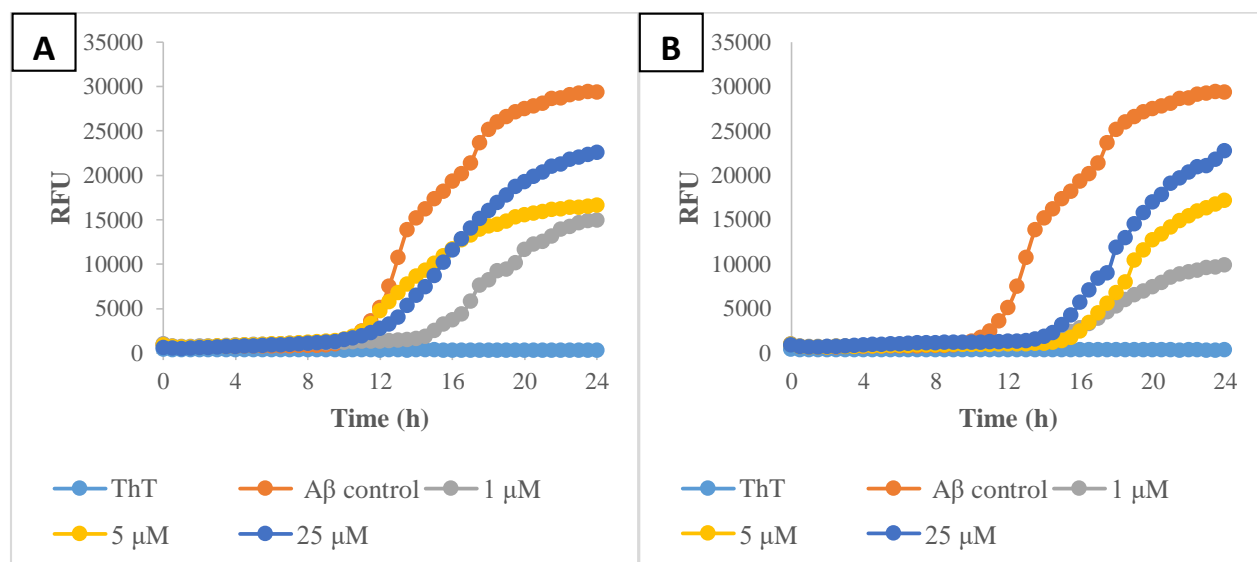 A
35000
30000
25000
20000
15000
10000
5000
0
RFU
0 4 8 12 16 20 24
Time (h)
ThT Aβ control 1 μM
5 μM 25 μM
B
35000
30000
25000
20000
15000
10000
5000
0
RFU
0 4 8 12 16 20 24
Time (h)
ThT Aβ control 1 μM
5 μM 25 μM